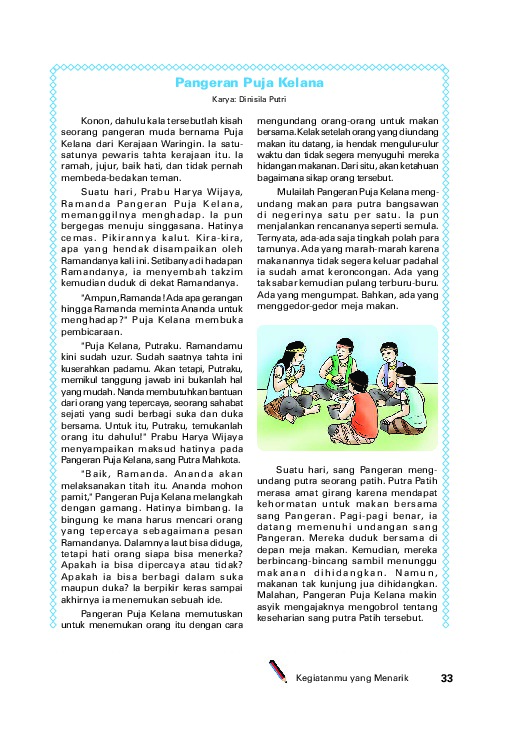 Pangeran Puja Kelana
Karya: Dinisila Putri
Konon, dahulu kala tersebutlah kisah
seorang pangeran muda bernama Puja
Kelana dari Kerajaan Waringin. Ia satu-
satunya pewaris tahta kerajaan itu. Ia
ramah, jujur, baik hati, dan tidak pernah
membeda-bedakan teman.
Suatu hari, Prabu Harya Wijaya,
Ramanda Pangeran Puja Kelana,
memanggilnya menghadap. Ia pun
bergegas menuju singgasana. Hatinya
cemas. Pikirannya kalut. Kira-kira,
apa yang hendak disampaikan oleh
Ramandanya kali ini. Setibanya di hadapan
Ramandanya, ia menyembah takzim
kemudian duduk di dekat Ramandanya.
"Ampun,Ramanda! Ada apa gerangan
hingga Ramanda meminta Ananda untuk
menghadap?" Puja Kelana membuka
pembicaraan.
"Puja Kelana, Putraku. Ramandamu
kini sudah uzur. Sudah saatnya tahta ini
kuserahkan padamu. Akan tetapi, Putraku,
memikul tanggung jawab ini bukanlah hal
yang mudah. Nanda membutuhkan bantuan
dari orang yang tepercaya, seorang sahabat
sejati yang sudi berbagi suka dan duka
bersama. Untuk itu, Putraku, temukanlah
orang itu dahulu!" Prabu Harya Wijaya
menyampaikan maksud hatinya pada
Pangeran Puja Kelana, sang Putra Mahkota.
"Baik, Ramanda. Ananda akan
melaksanakan titah itu. Ananda mohon
pamit," Pangeran Puja Kelana melangkah
dengan gamang. Hatinya bimbang. Ia
bingung ke mana harus mencari orang
yang tepercaya sebagaimana pesan
Ramandanya. Dalamnya laut bisa diduga,
tetapi hati orang siapa bisa menerka?
Apakah ia bisa dipercaya atau tidak?
Apakah ia bisa berbagi dalam suka
maupun duka? Ia berpikir keras sampai
akhirnya ia menemukan sebuah ide.
Pangeran Puja Kelana memutuskan
untuk menemukan orang itu dengan cara
mengundang orang-orang untuk makan
bersama. Kelak setelah orang yang diundang
makan itu datang, ia hendak mengulur-ulur
waktu dan tidak segera menyuguhi mereka
hidangan makanan. Dari situ, akan ketahuan
bagaimana sikap orang tersebut.
Mulailah Pangeran Puja Kelana meng-
undang makan para putra bangsawan
di negerinya satu per satu. Ia pun
menjalankan rencananya seperti semula.
Ternyata, ada-ada saja tingkah polah para
tamunya. Ada yang marah-marah karena
makanannya tidak segera keluar padahal
ia sudah amat keroncongan. Ada yang
tak sabar kemudian pulang terburu-buru.
Ada yang mengumpat. Bahkan, ada yang
menggedor-gedor meja makan.
Suatu hari, sang Pangeran meng-
undang putra seorang patih. Putra Patih
merasa amat girang karena mendapat
kehormatan untuk makan bersama
sang Pangeran. Pagi-pagi benar, ia
datang memenuhi undangan sang
Pangeran. Mereka duduk bersama di
depan meja makan. Kemudian, mereka
berbincang-bincang sambil menunggu
makanan dihidangkan. Namun,
makanan tak kunjung jua dihidangkan.
Malahan, Pangeran Puja Kelana makin
asyik mengajaknya mengobrol tentang
keseharian sang putra Patih tersebut.
Kegiatanmu yang Menarik 33